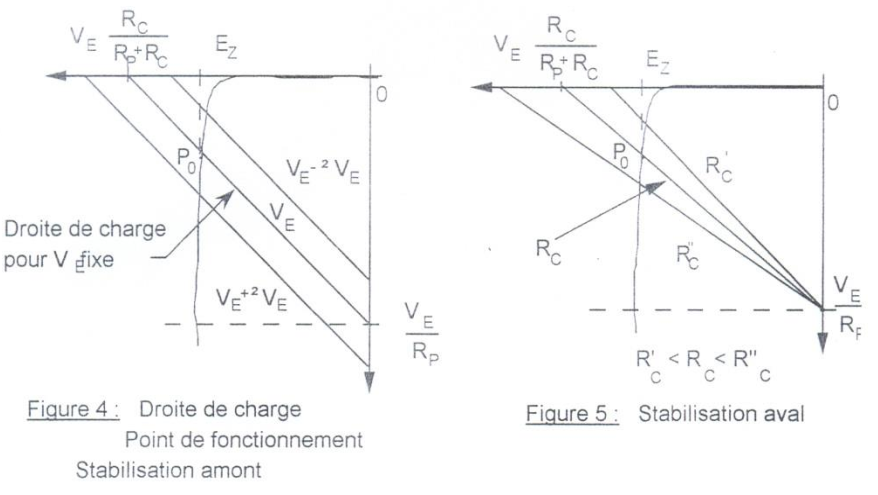 V_E R_C / R_P+R_C
E_Z
0
P_0
V_E-²V_E
V_E
V_E+²V_E
Droite de charge
pour V_E fixe
V_E / R_P
Figure 4 : Droite de charge
Point de fonctionnement
Stabilisation amont
V_E R_C / R_P+R_C
E_Z
0
P_0
R'_C
R_C
R"_C
V_E / R_P
R'_C < R_C < R"_C
Figure 5 : Stabilisation aval